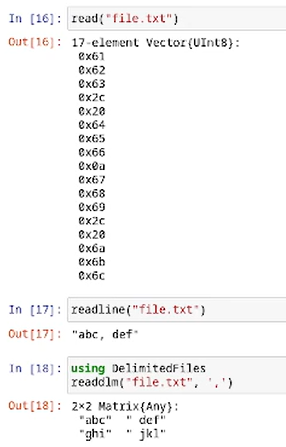 In [16]: read("file.txt")
Out[16]: 17-element Vector{UInt8}:
0x61
0x62
0x63
0x2c
0x20
0x64
0x65
0x66
0x0a
0x67
0x68
0x69
0x2c
0x20
0x6a
0x6b
0x6c
In [17]: readline("file.txt")
Out[17]: "abc, def"
In [18]: using DelimitedFiles
readdlm("file.txt", ',')
Out[18]: 2×2 Matrix{Any}:
"abc"  " def"
"ghi"  " jkl"